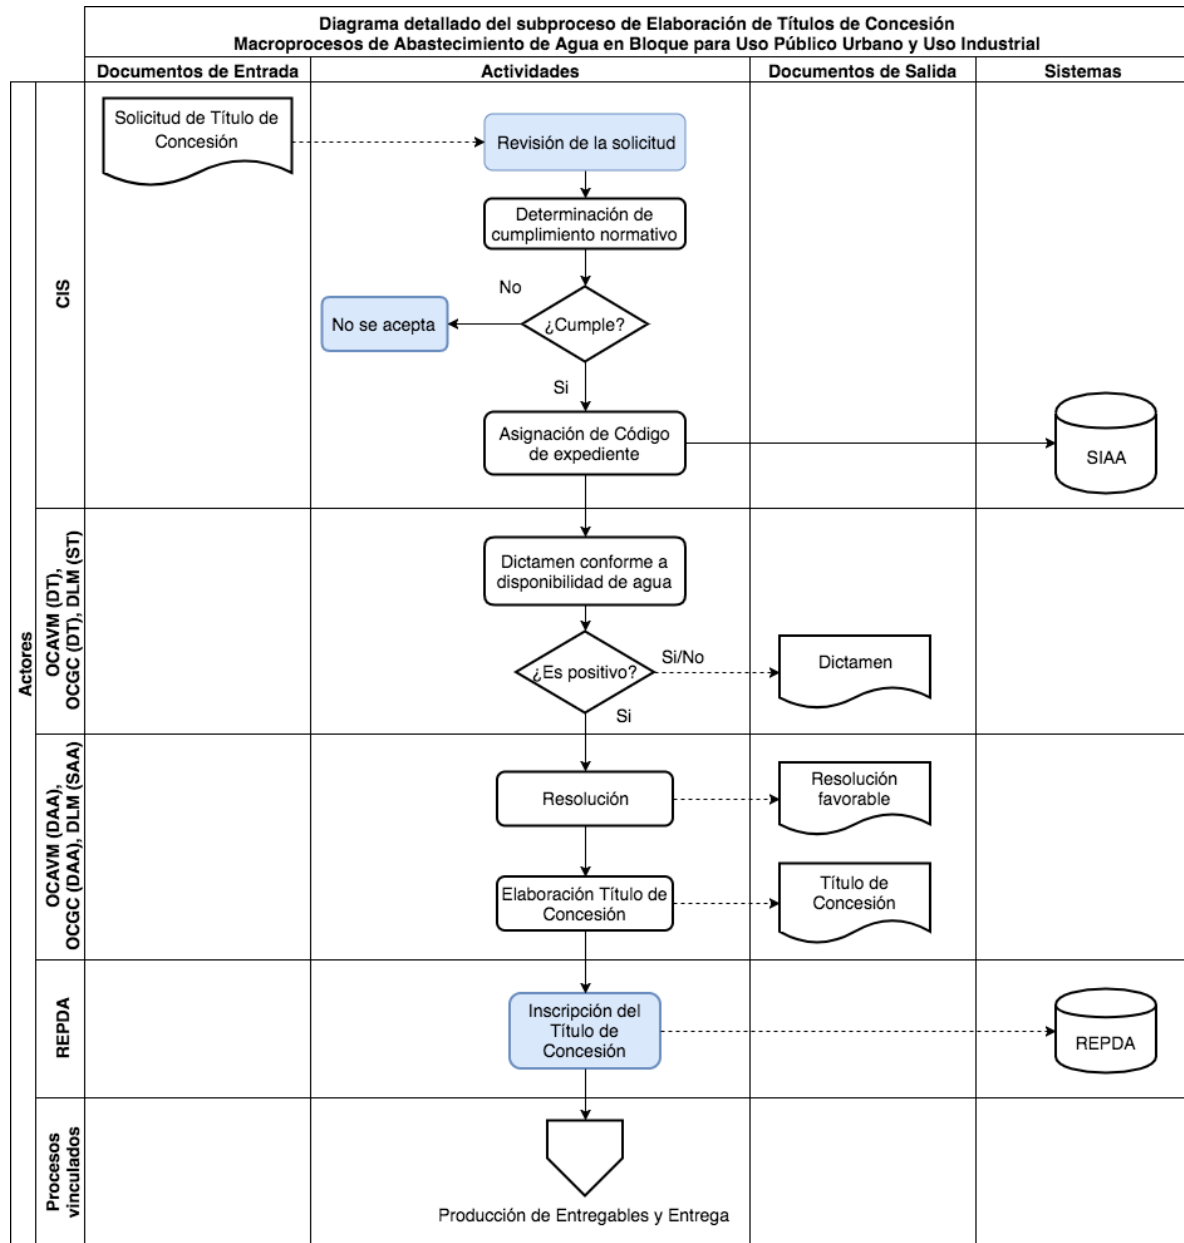 Diagrama detallado del subproceso de Elaboración de Títulos de Concesión
Macroprocesos de Abastecimiento de Agua en Bloque para Uso Público Urbano y Uso Industrial
Documentos de Entrada
Actividades
Documentos de Salida
Sistemas
Actores
CIS
Solicitud de Título de
Concesión
Revisión de la solicitud
Determinación de
cumplimiento normativo
No
¿Cumple?
No se acepta
Si
Asignación de Código
de expediente
SIAA
OCAVM (DT),
OCGC (DT), DLM (ST)
Dictamen conforme a
disponibilidad de agua
¿Es positivo?
Si/No
Dictamen
Si
OCAVM (DAA),
OCGC (DAA), DLM (SAA)
Resolución
Resolución
favorable
Elaboración Título de
Concesión
Título de
Concesión
REPDA
Inscripción del
Título de
Concesión
REPDA
Procesos
vinculados
Producción de Entregables y Entrega